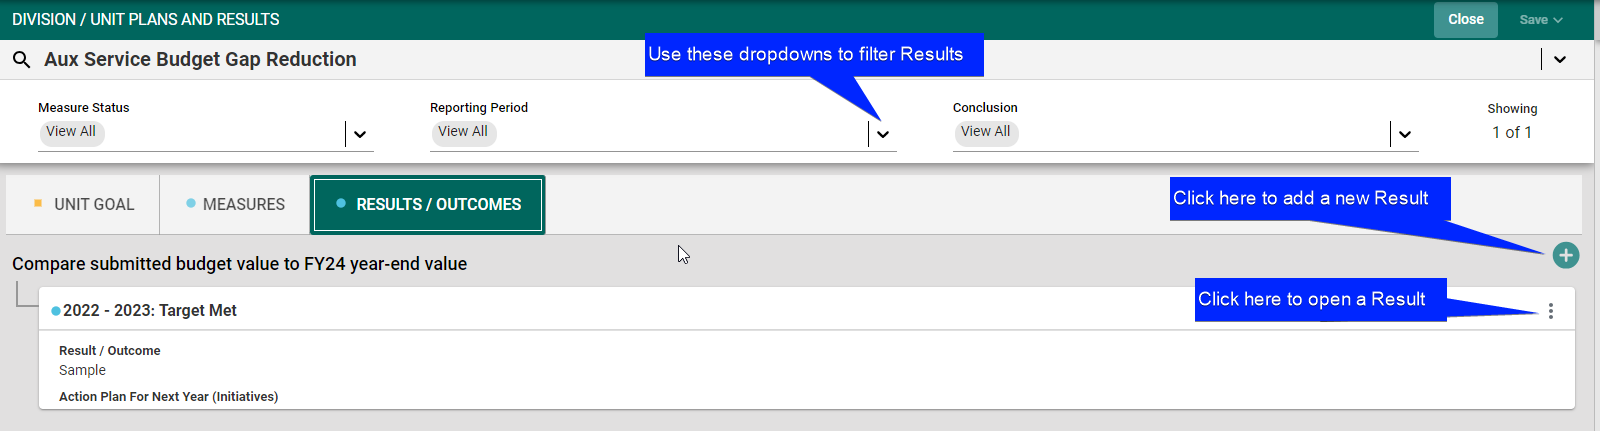 DIVISION / UNIT PLANS AND RESULTS
Close
Save
Aux Service Budget Gap Reduction
Use these dropdowns to filter Results
Measure Status
Reporting Period
Conclusion
Showing
View All
View All
View All
1 of 1
UNIT GOAL
MEASURES
RESULTS / OUTCOMES
Click here to add a new Result
Compare submitted budget value to FY24 year-end value
Click here to open a Result
2022 - 2023: Target Met
Result / Outcome
Sample
Action Plan For Next Year (Initiatives)